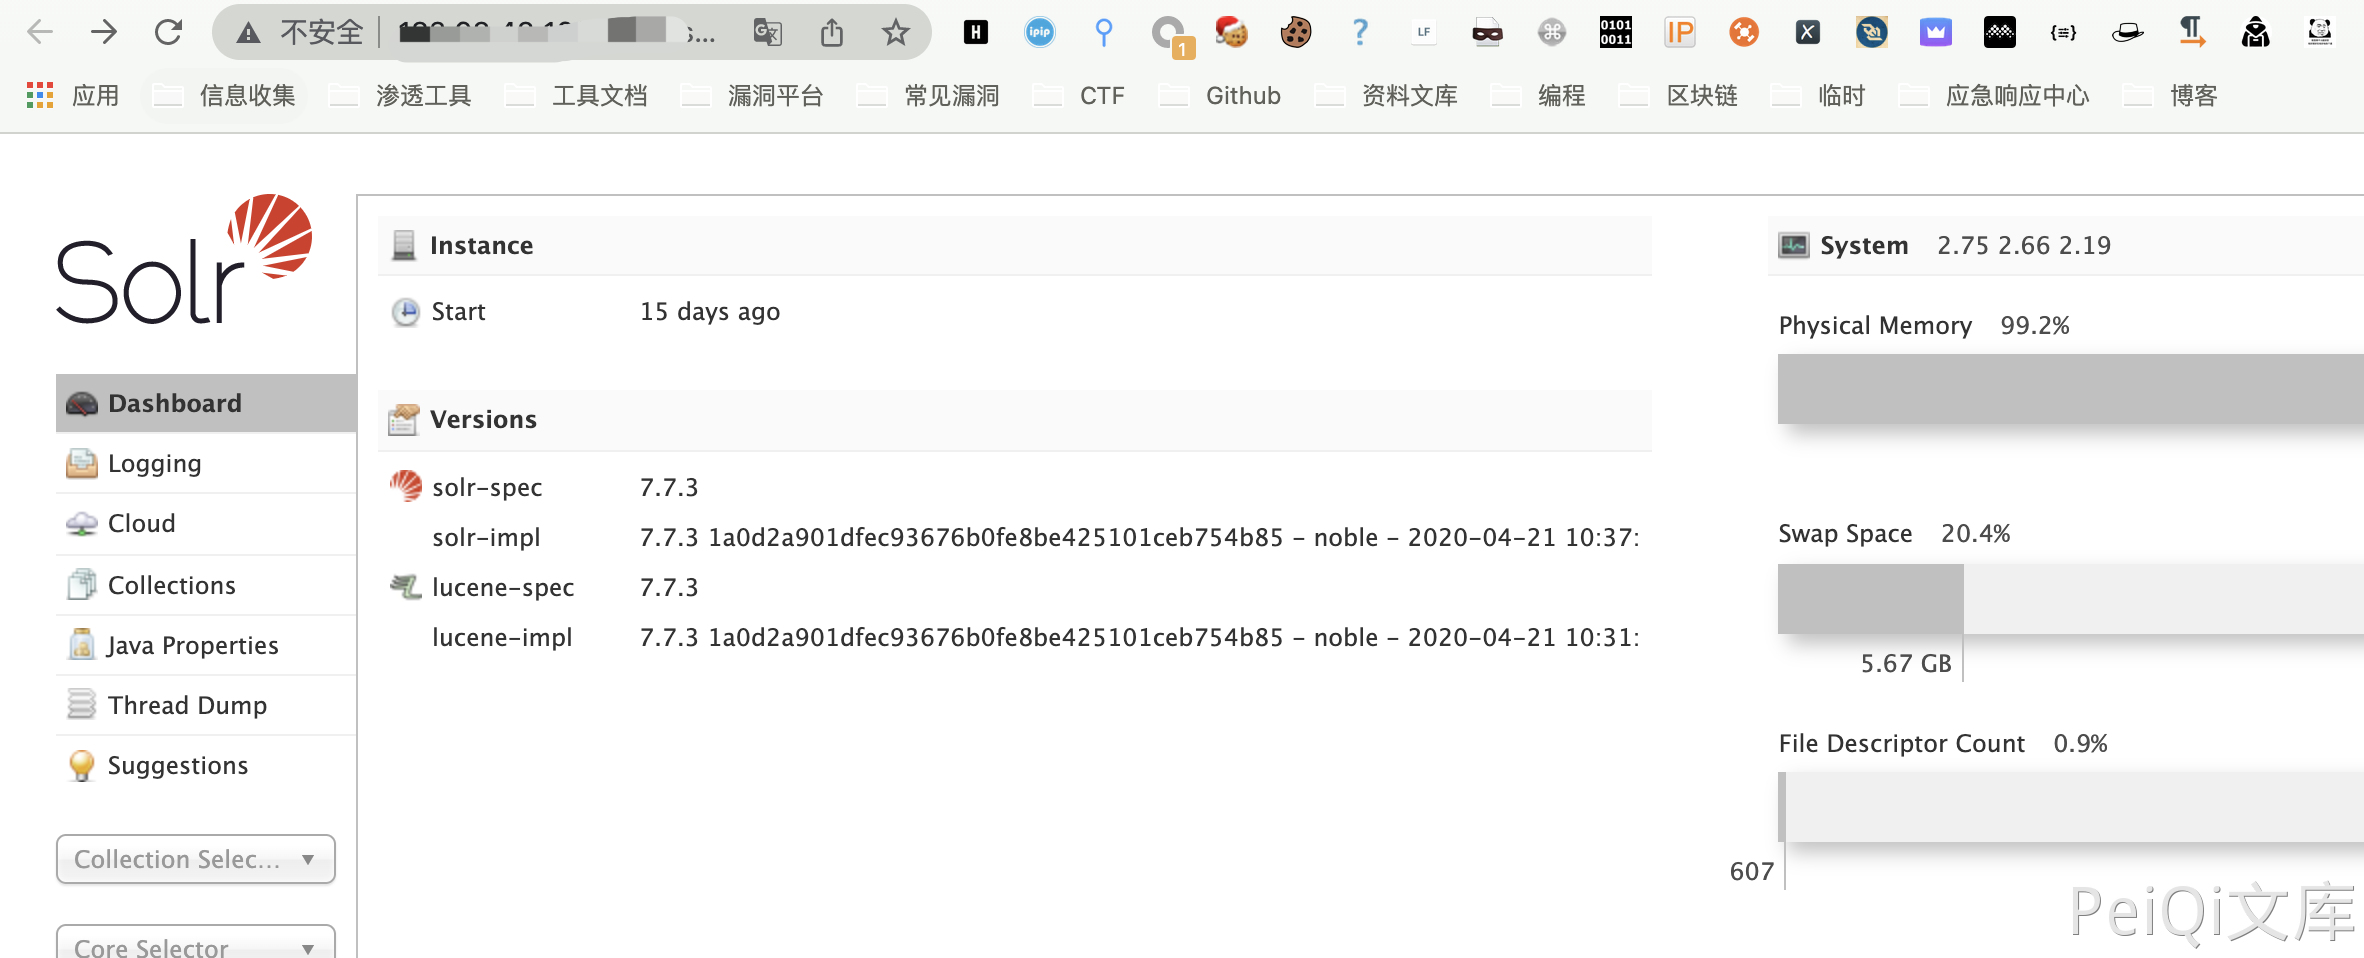 不安全
应用 信息收集 渗透工具 工具文档 漏洞平台 常见漏洞 CTF Github 资料文库 编程 区块链 临时 应急响应中心 博客
Solr
Dashboard
Logging
Cloud
Collections
Java Properties
Thread Dump
Suggestions
Collection Selec...
Core Selector
Instance
Start 15 days ago
Versions
solr-spec 7.7.3
solr-impl 7.7.3 1a0d2a901dfec93676b0fe8be425101ceb754b85 - noble - 2020-04-21 10:37:
lucene-spec 7.7.3
lucene-impl 7.7.3 1a0d2a901dfec93676b0fe8be425101ceb754b85 - noble - 2020-04-21 10:31:
System 2.75 2.66 2.19
Physical Memory 99.2%
Swap Space 20.4%
5.67 GB
File Descriptor Count 0.9%
607
PeiQi文库